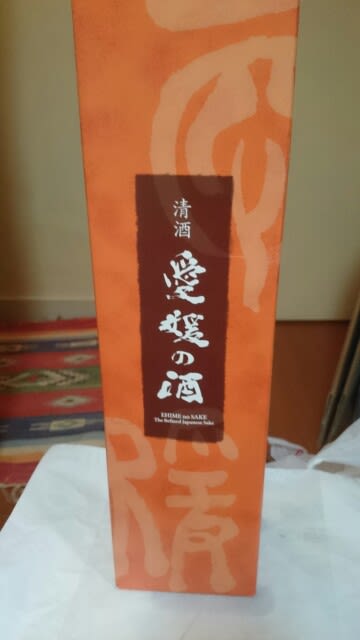 清酒
愛媛の酒
EHIME no SAKE
The Refined Japanese Sake